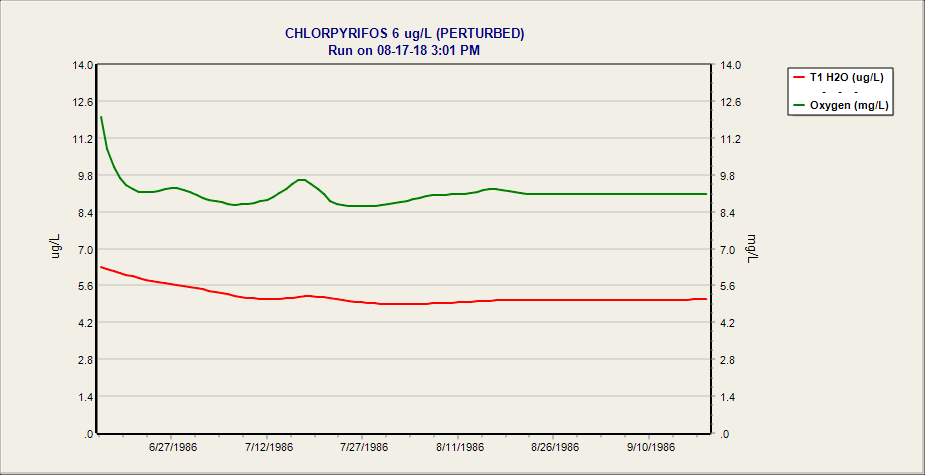 CHLORPYRIFOS 6 ug/L (PERTURBED)
Run on 08-17-18 3:01 PM
14.0
12.6
11.2
9.8
8.4
7.0
5.6
4.2
2.8
1.4
.0
ug/L
14.0
12.6
11.2
9.8
8.4
7.0
5.6
4.2
2.8
1.4
.0
mg/L
6/27/1986 7/12/1986 7/27/1986 8/11/1986 8/26/1986 9/10/1986
T1 H2O (ug/L)
- - -
Oxygen (mg/L)